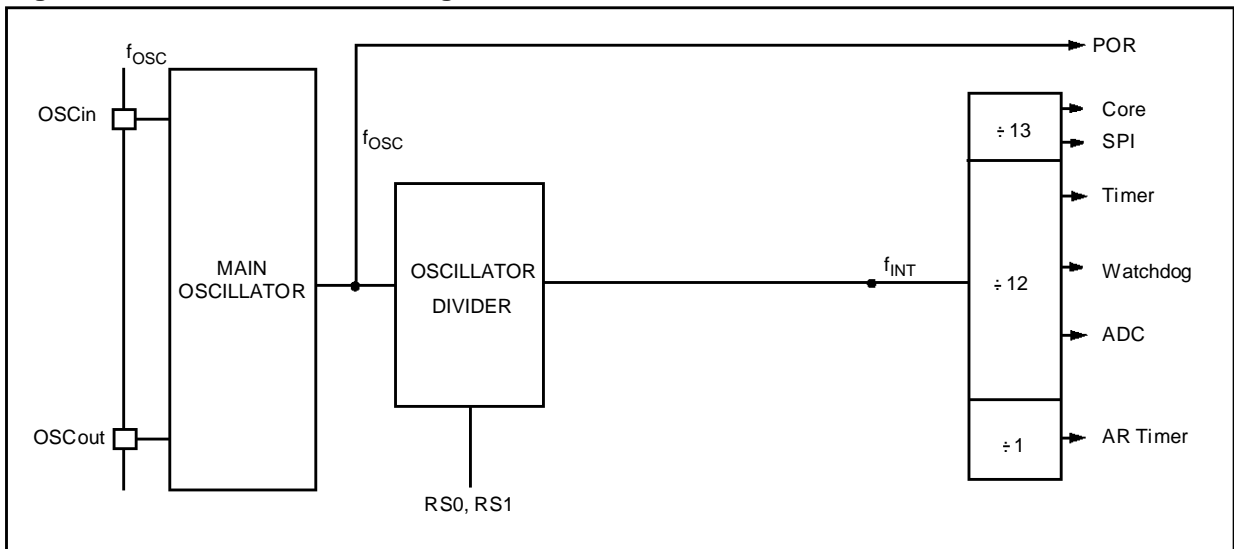 fOSC
POR
OSCin
Core
÷ 13
SPI
fOSC
Timer
MAIN
OSCILLATOR
OSCILLATOR
DIVIDER
fINT
÷ 12
Watchdog
ADC
OSCout
AR Timer
÷ 1
RS0, RS1